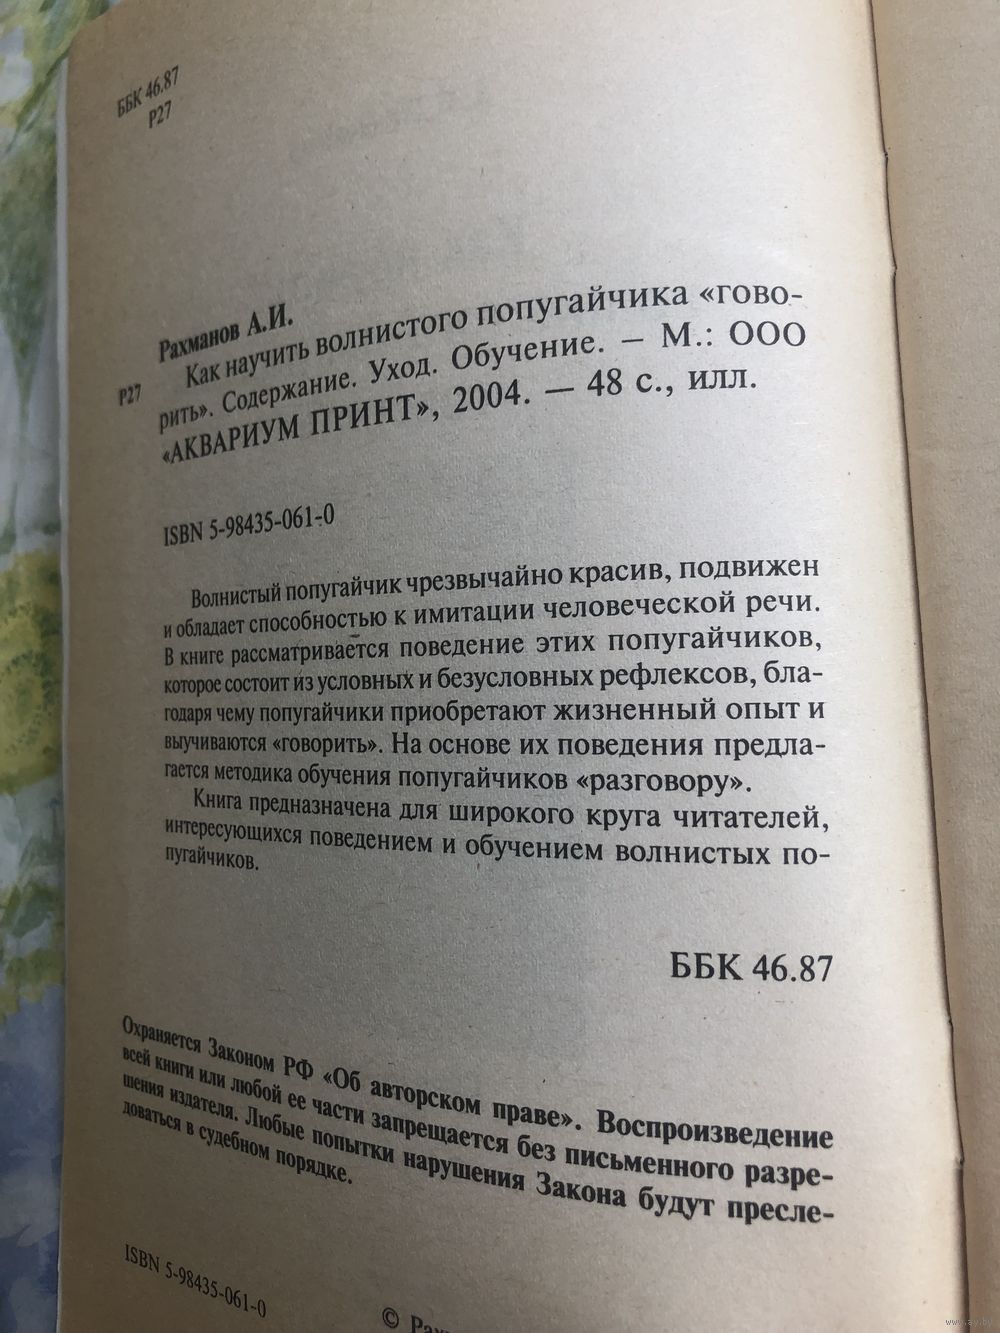 ББК 46.87
Р27
Рахманов А.И.
Р27 Как научить волнистого попугайчика «гово-
рить». Содержание. Уход. Обучение. — М.: ООО
«АКВАРИУМ ПРИНТ», 2004. — 48 с., илл.
ISBN 5-98435-061-0
Волнистый попугайчик чрезвычайно красив, подвижен
и обладает способностью к имитации человеческой речи.
В книге рассматривается поведение этих попугайчиков,
которое состоит из условных и безусловных рефлексов, бла-
годаря чему попугайчики приобретают жизненный опыт и
выучиваются «говорить». На основе их поведения предла-
гается методика обучения попугайчиков «разговору».
Книга предназначена для широкого круга читателей,
интересующихся поведением и обучением волнистых по-
пугайчиков.
ББК 46.87
Охраняется Законом РФ «Об авторском праве». Воспроизведение
всей книги или любой ее части запрещается без письменного разре-
шения издателя. Любые попытки нарушения Закона будут пресле-
доваться в судебном порядке.
ISBN 5-98435-061-0
©
www.ay.by